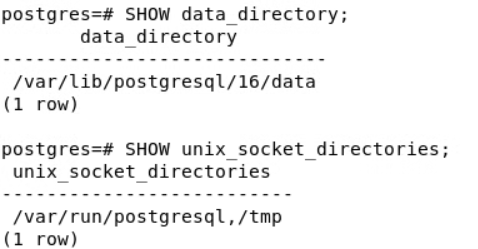 postgres=# SHOW data_directory;
data_directory
-----------------------------
/var/lib/postgresql/16/data
(1 row)
postgres=# SHOW unix_socket_directories;
unix_socket_directories
--------------------------
/var/run/postgresql,/tmp
(1 row)